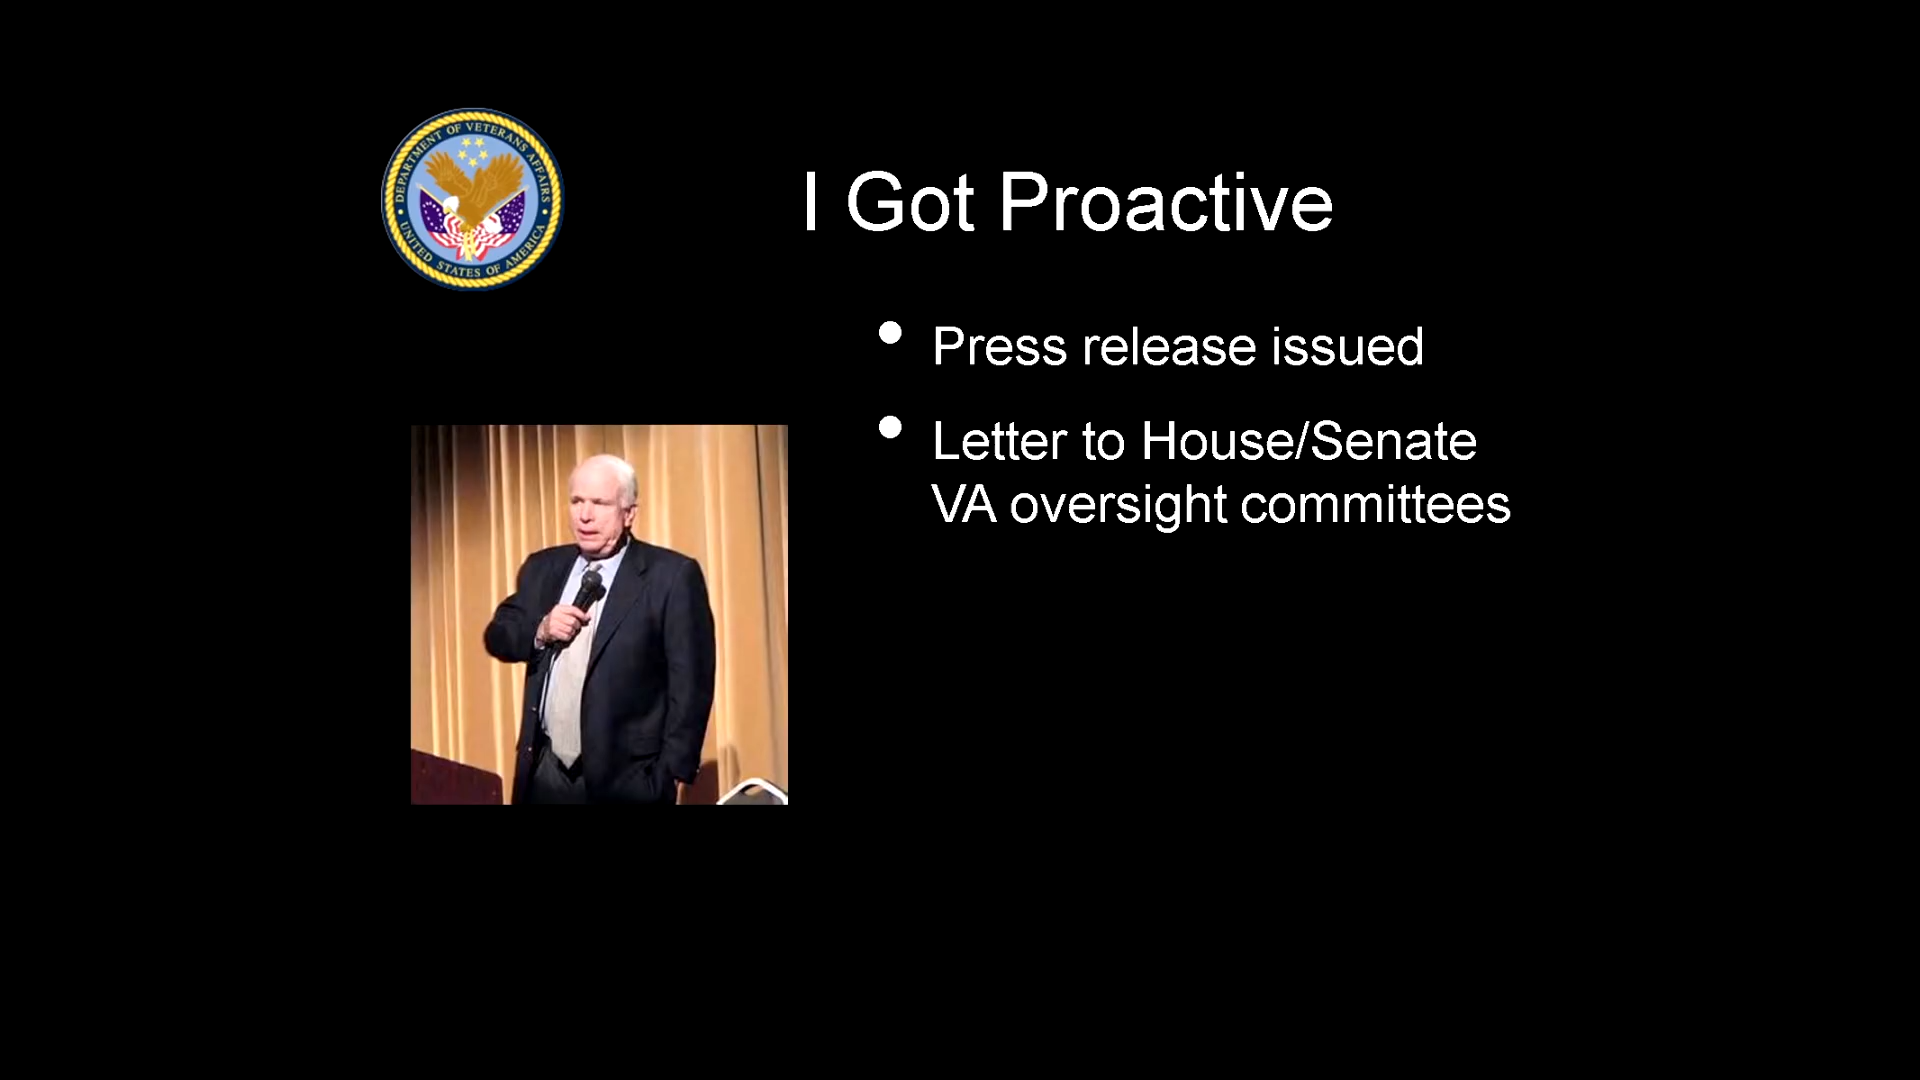 DEPARTMENT OF VETERANS AFFAIRS
UNITED STATES OF AMERICA
I Got Proactive
• Press release issued
• Letter to House/Senate
VA oversight committees